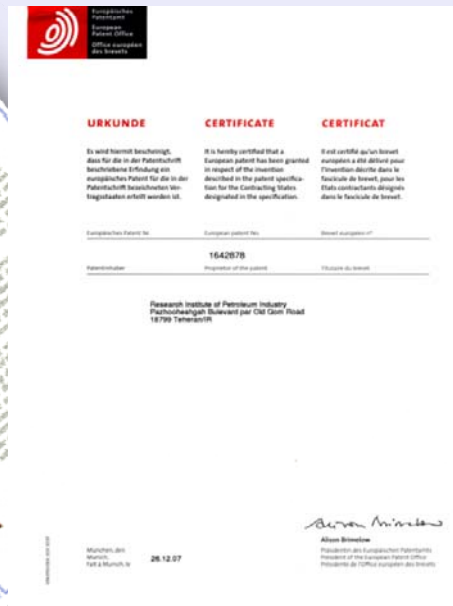 Europäisches
Patentamt
European
Patent Office
Office européen
des brevets
URKUNDE
Es wird hiermit bescheinigt,
dass für die in der Patentschrift
beschriebene Erfindung ein
europäisches Patent für die in der
Patentschrift bezeichneten Ver-
tragsstaaten erteilt worden ist.
CERTIFICATE
It is hereby certified that a
European patent has been granted
in respect of the invention
described in the patent specifica-
tion for the Contracting States
designated in the specification.
CERTIFICAT
Il est certifié qu'un brevet
européen a été délivré pour
l'invention décrite dans le
fascicule de brevet, pour les
Etats contractants désignés
dans le fascicule de brevet.
Europäisches Patent Nr.
European patent No.
Brevet européen n°
1642878
Patentinhaber
Proprietor of the patent
Titulaire du brevet
Research Institute of Petroleum Industry
Pazhooheshgah Bulevard par Old Gom Road
18799 Teheran/IR
Alison Brimelow
Präsidentin des Europäischen Patentamts
President of the European Patent Office
Présidente de l'Office européen des brevets
München, den
Munich,
Fait à Munich, le
26.12.07